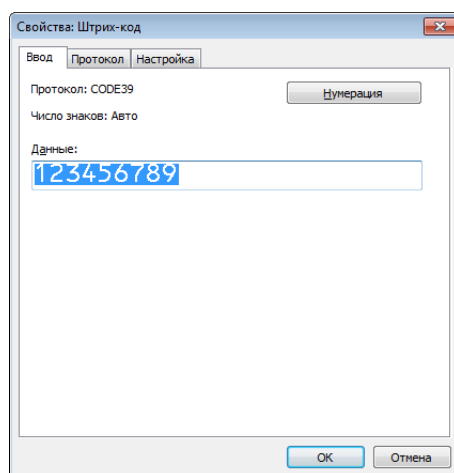 Свойства: Штрих-код
Ввод Протокол Настройка
Протокол: CODE39
Нумерация
Число знаков: Авто
Данные:
123456789
OK Отмена